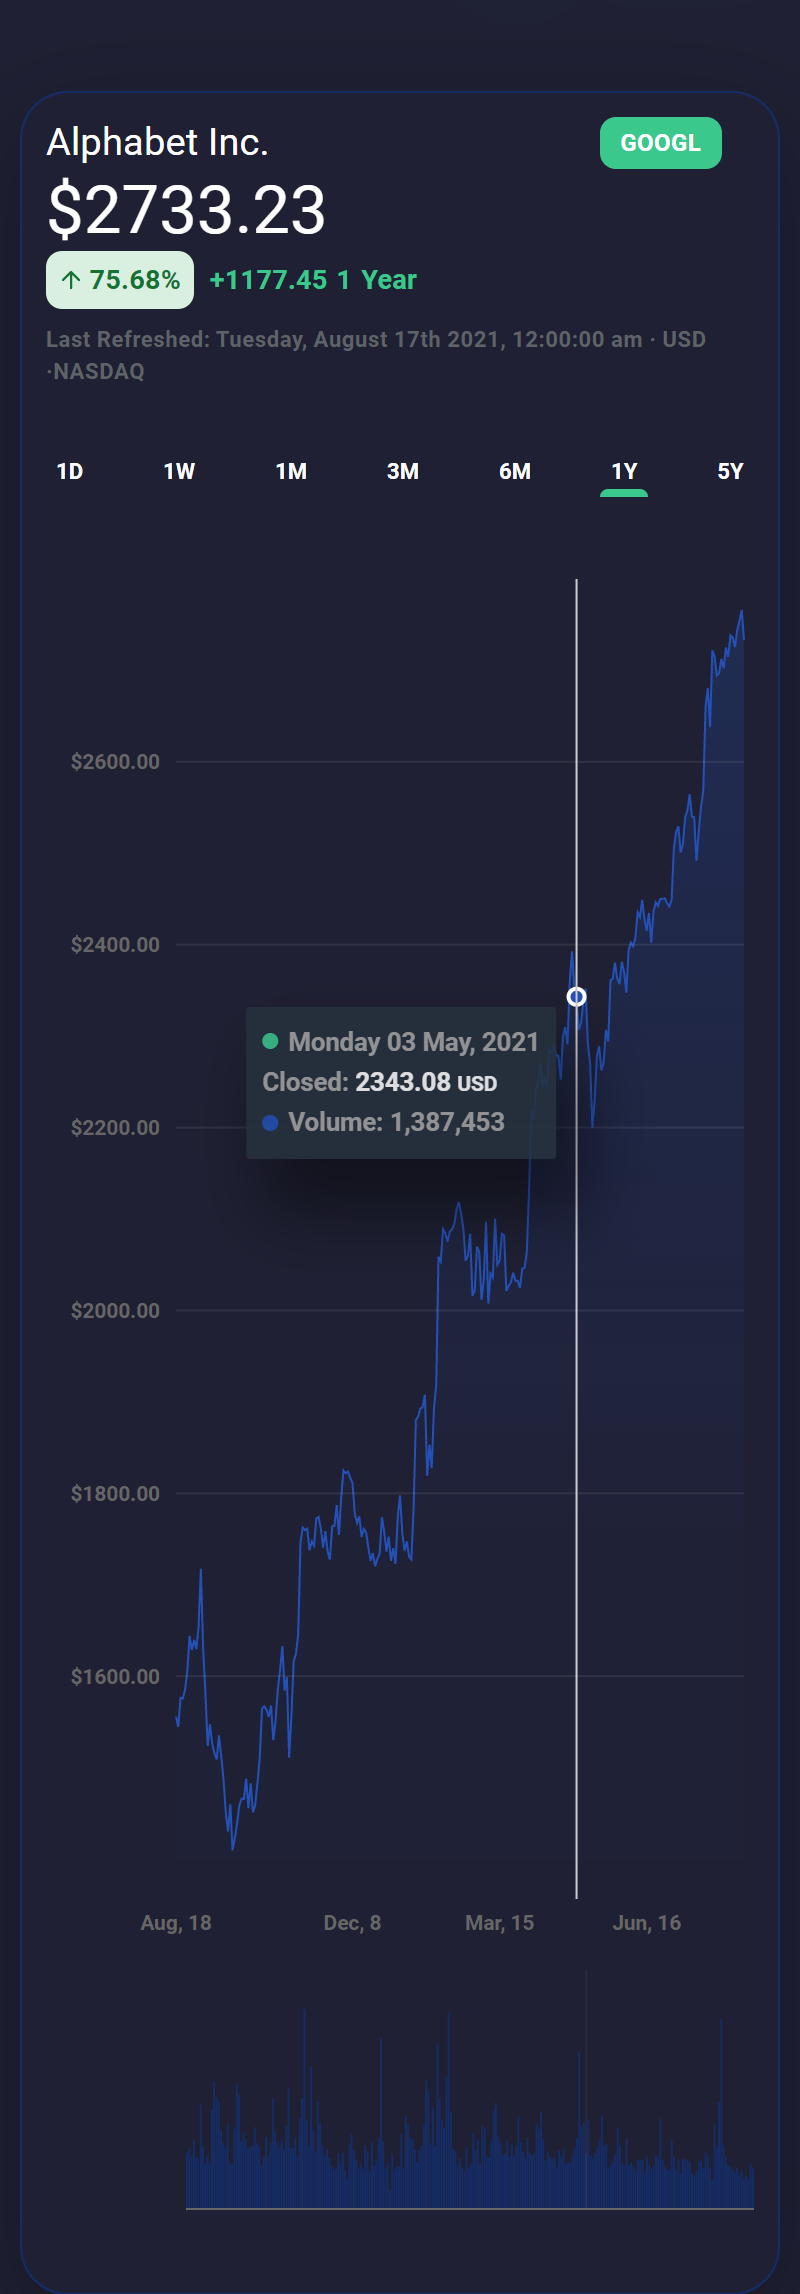 Alphabet Inc.
GOOGL
$2733.23
↑ 75.68% +1177.45 1 Year
Last Refreshed: Tuesday, August 17th 2021, 12:00:00 am · USD
·NASDAQ
1D 1W 1M 3M 6M 1Y 5Y
$2600.00
$2400.00
Monday 03 May, 2021
Closed: 2343.08 USD
Volume: 1,387,453
$2200.00
$2000.00
$1800.00
$1600.00
Aug, 18 Dec, 8 Mar, 15 Jun, 16